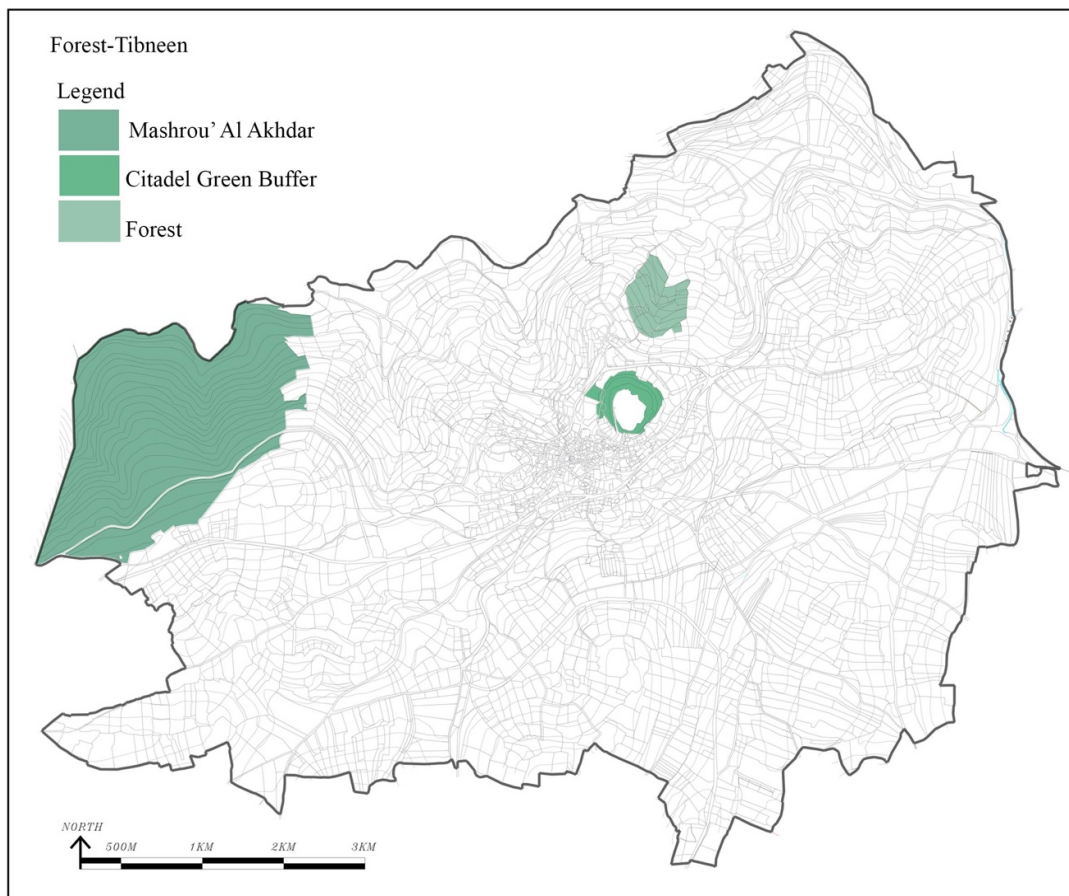 Forest-Tibneen
Legend
Mashrou’ Al Akhdar
Citadel Green Buffer
Forest
NORTH
500M 1KM 2KM 3KM